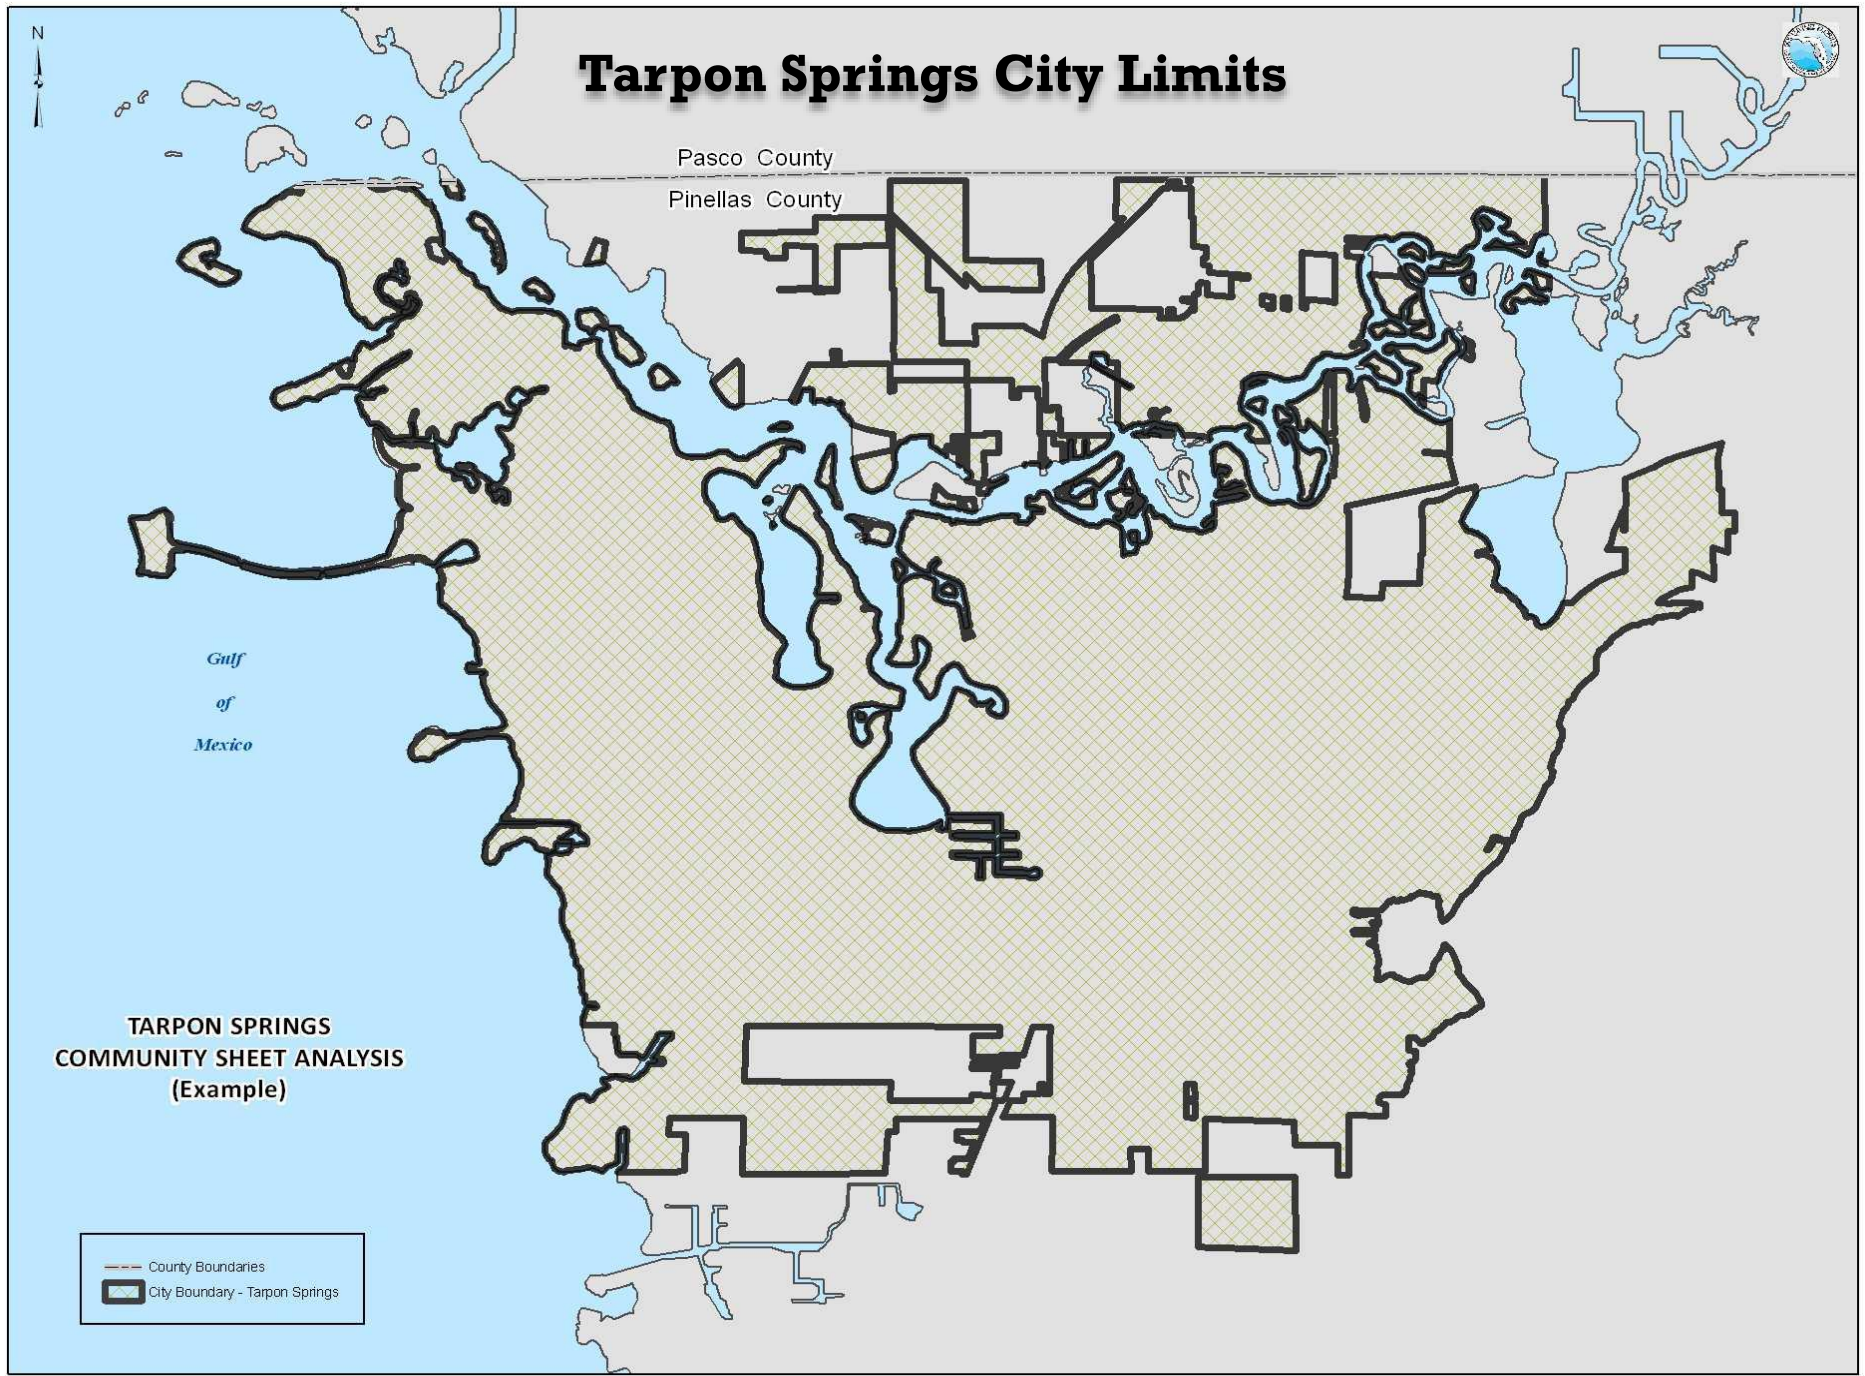 N
Tarpon Springs City Limits
Pasco County
Pinellas County
Gulf
of
Mexico
TARPON SPRINGS
COMMUNITY SHEET ANALYSIS
(Example)
County Boundaries
City Boundary - Tarpon Springs